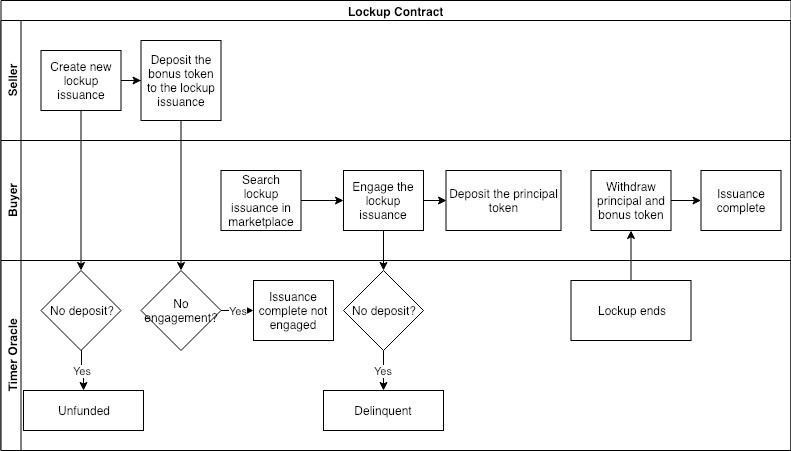 Lockup Contract
Seller
Create new
lockup
issuance
Deposit the
bonus token
to the lockup
issuance
Buyer
Search
lockup
issuance in
marketplace
Engage the
lockup
issuance
Deposit the principal
token
Withdraw
principal and
bonus token
Issuance
complete
Timer Oracle
No deposit?
No
engagement?
Yes
Issuance
complete not
engaged
No deposit?
Lockup ends
Yes
Yes
Unfunded
Delinquent